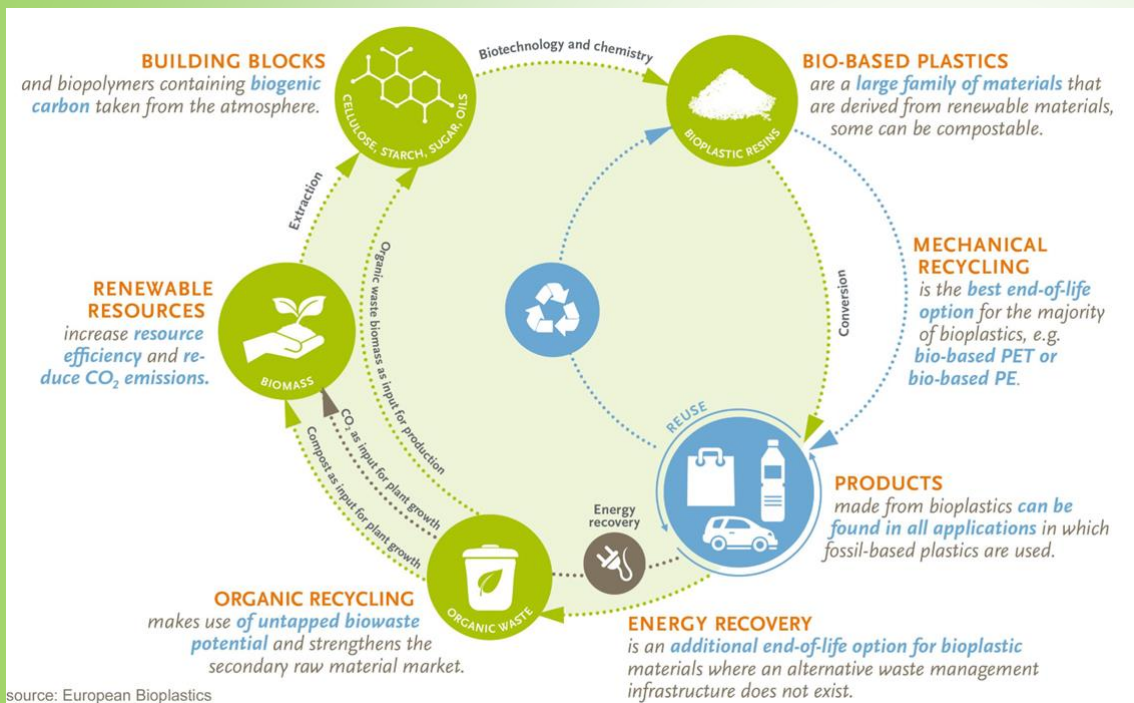 BUILDING BLOCKS
and biopolymers containing biogenic
carbon taken from the atmosphere.
CELLULOSE, STARCH, SUGAR, OILS
Biotechnology and chemistry
BIOPLASTIC RESINS
BIO-BASED PLASTICS
are a large family of materials that
are derived from renewable materials,
some can be compostable.
Extraction
RENEWABLE
RESOURCES
increase resource
efficiency and re-
duce CO₂ emissions.
BIOMASS
Organic waste biomass as input for production
CO₂ as input for plant growth
Compost as input for plant growth
Conversion
MECHANICAL
RECYCLING
is the best end-of-life
option for the majority
of bioplastics, e.g.
bio-based PET or
bio-based PE.
REUSE
PRODUCTS
made from bioplastics can be
found in all applications in which
fossil-based plastics are used.
Energy
recovery
ORGANIC WASTE
ORGANIC RECYCLING
makes use of untapped biowaste
potential and strengthens the
secondary raw material market.
ENERGY RECOVERY
is an additional end-of-life option for bioplastic
materials where an alternative waste management
infrastructure does not exist.
source: European Bioplastics